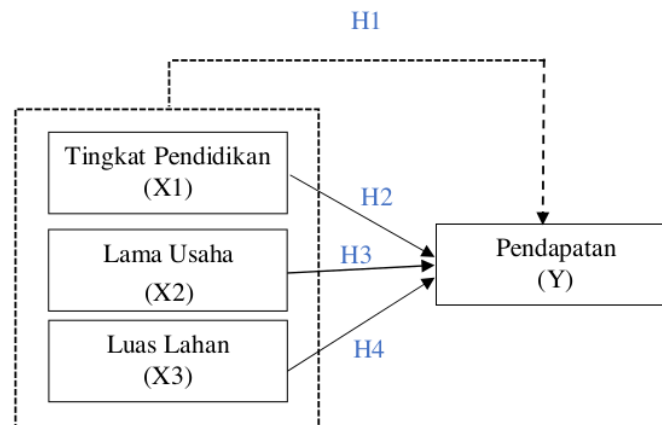 H1
Tingkat Pendidikan
(X1)
H2
Lama Usaha
(X2)
H3
Pendapatan
(Y)
Luas Lahan
(X3)
H4